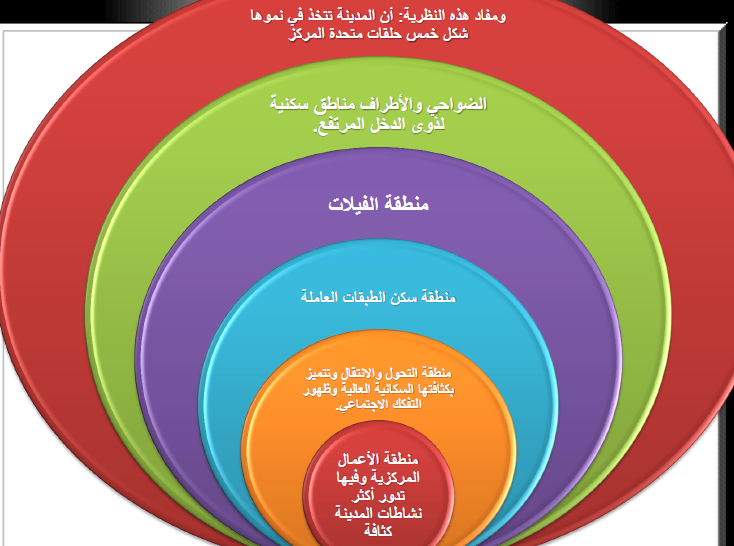 ومفاد هذه النظرية: أن المدينة تتخذ في نموها
شكل خمس حلقات متحدة المركز
الضواحي والأطراف مناطق سكنية
لذوى الدخل المرتفع.
منطقة الفيلات
منطقة سكن الطبقات العاملة
منطقة التحول والانتقال وتتميز
بكثافتها السكانية العالية وظهور
التفكك الاجتماعي.
منطقة الأعمال
المركزية وفيها
تدور أكثر
نشاطات المدينة
كثافة